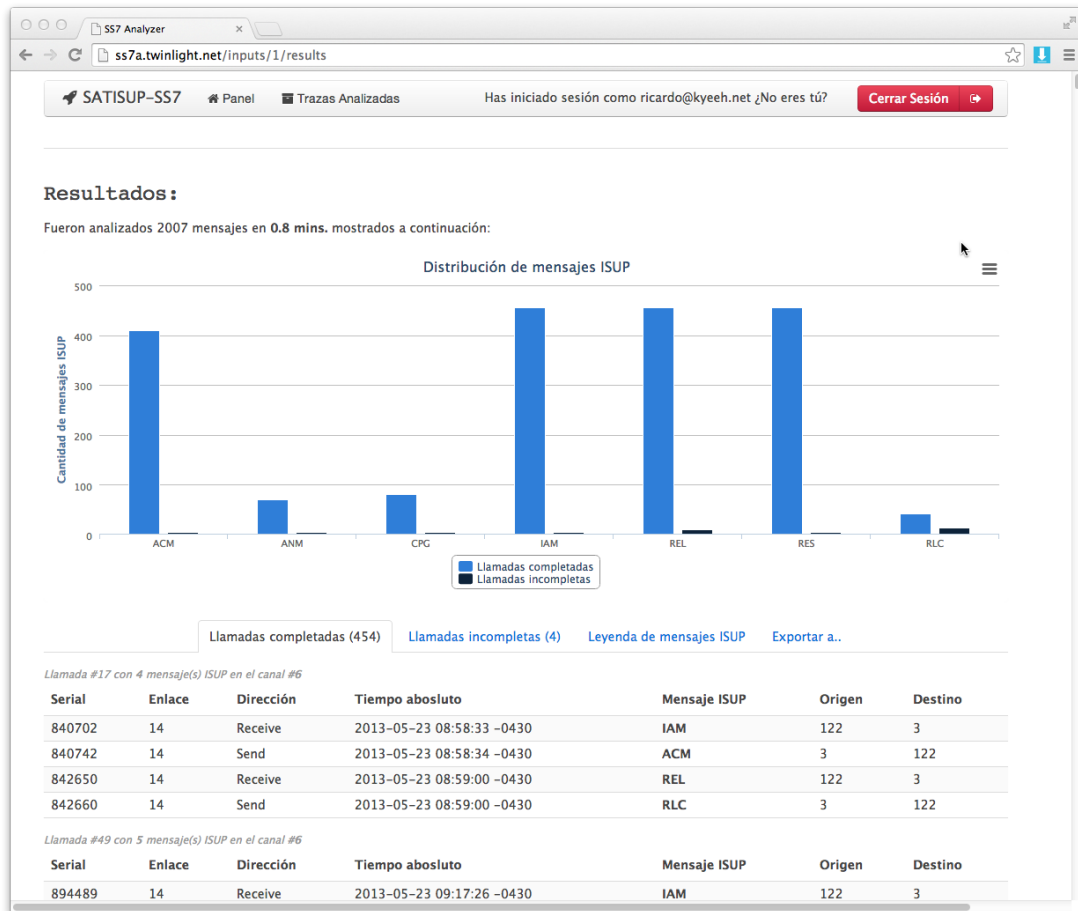 SS7 Analyzer
ss7a.twinlight.net/inputs/1/results
SATISUP-SS7 Panel Trazas Analizadas Has iniciado sesión como ricardo@kyeeh.net ¿No eres tú? Cerrar Sesión
Resultados:
Fueron analizados 2007 mensajes en 0.8 mins. mostrados a continuación:
Distribución de mensajes ISUP
Cantidad de mensajes ISUP
500
400
300
200
100
0
ACM ANM CPG IAM REL RES RLC
Llamadas completadas
Llamadas incompletas
Llamadas completadas (454) Llamadas incompletas (4) Leyenda de mensajes ISUP Exportar a..
Llamada #17 con 4 mensaje(s) ISUP en el canal #6
Serial Enlace Dirección Tiempo abosluto Mensaje ISUP Origen Destino
840702 14 Receive 2013-05-23 08:58:33 -0430 IAM 122 3
840742 14 Send 2013-05-23 08:58:34 -0430 ACM 3 122
842650 14 Receive 2013-05-23 08:59:00 -0430 REL 122 3
842660 14 Send 2013-05-23 08:59:00 -0430 RLC 3 122
Llamada #49 con 5 mensaje(s) ISUP en el canal #6
Serial Enlace Dirección Tiempo abosluto Mensaje ISUP Origen Destino
894489 14 Receive 2013-05-23 09:17:26 -0430 IAM 122 3